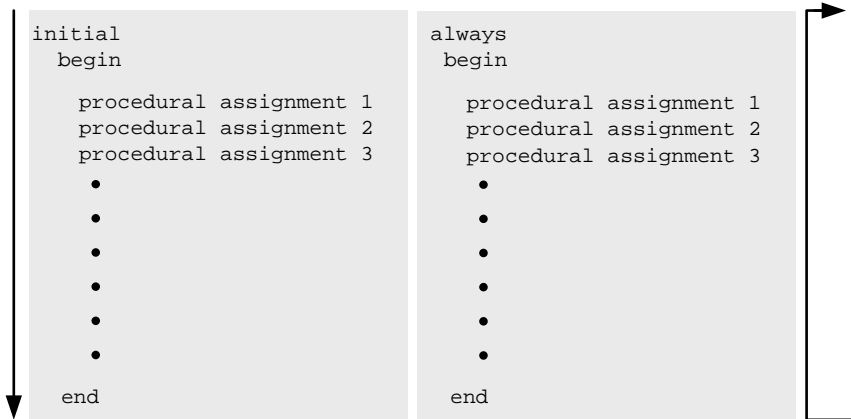 initial
begin
procedural assignment 1
procedural assignment 2
procedural assignment 3
•
•
•
•
•
•
end
always
begin
procedural assignment 1
procedural assignment 2
procedural assignment 3
•
•
•
•
•
•
end